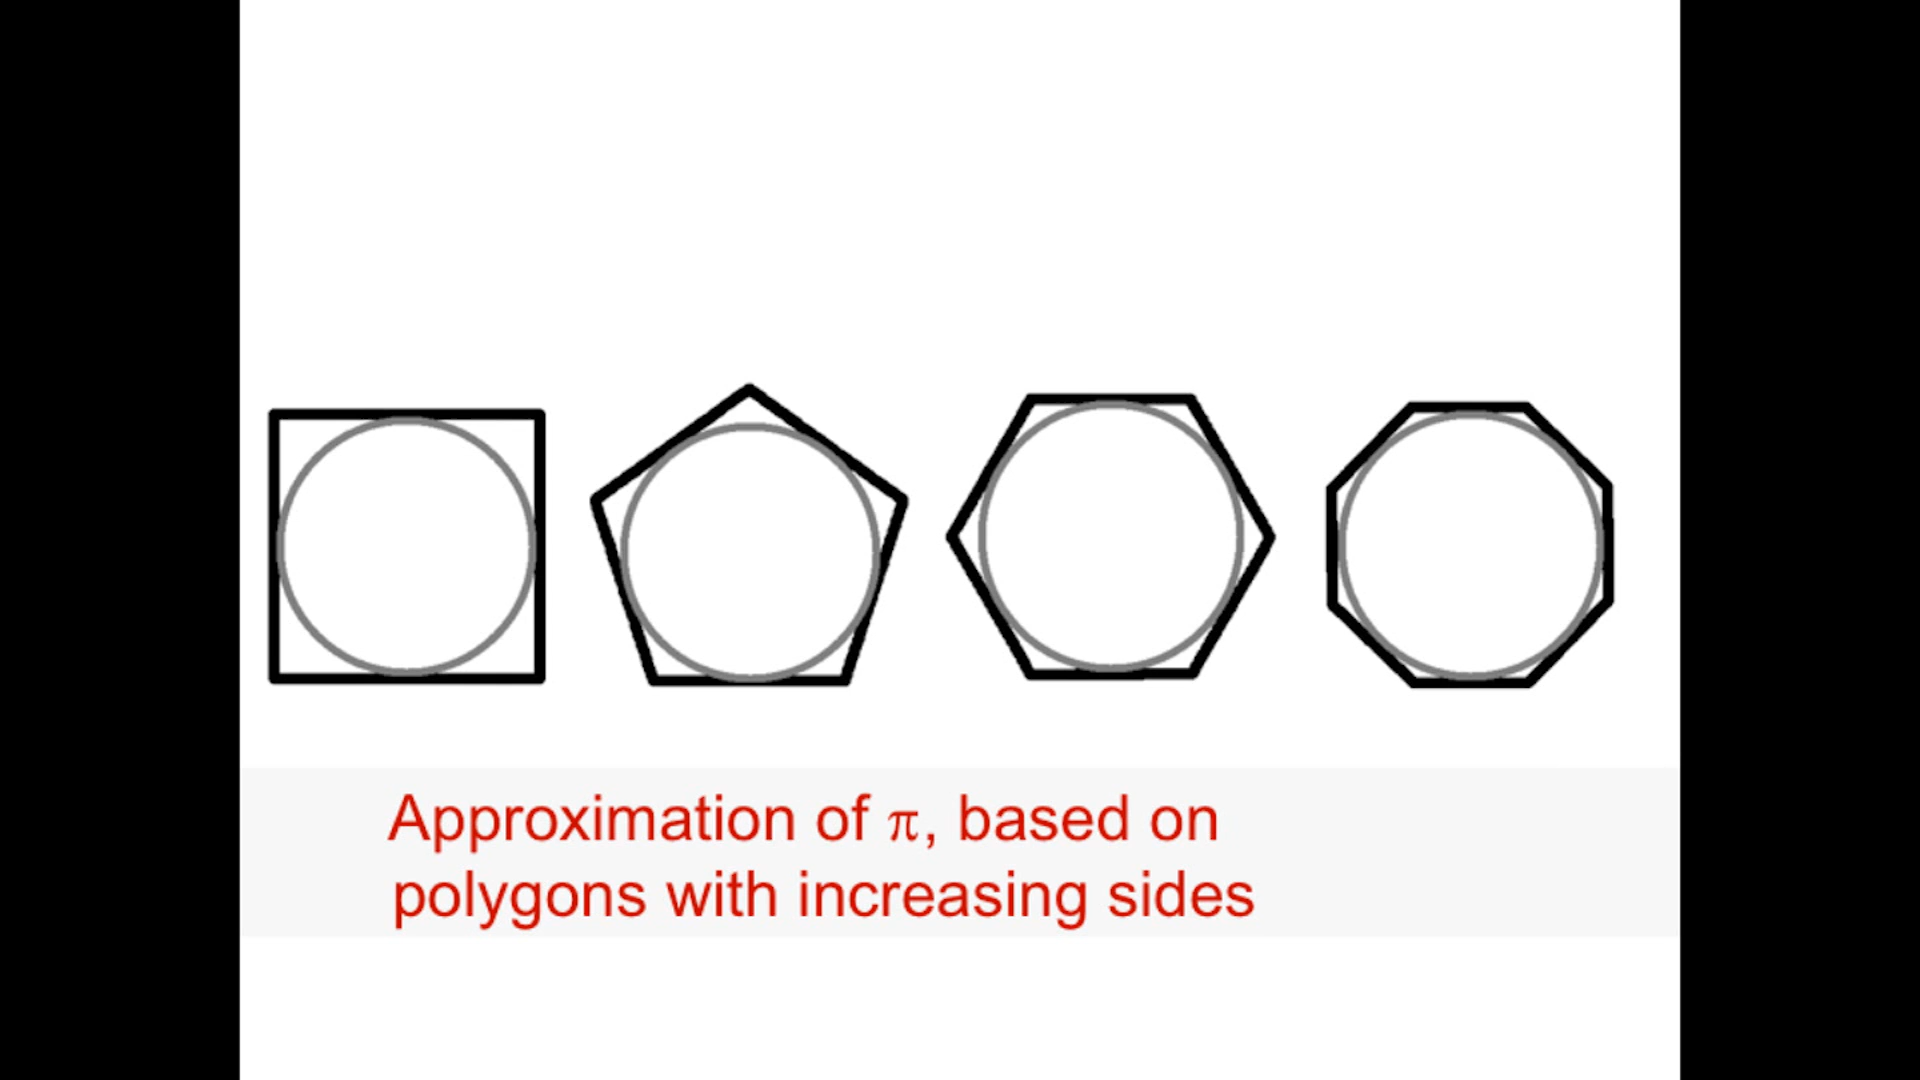 Approximation of π, based on
polygons with increasing sides